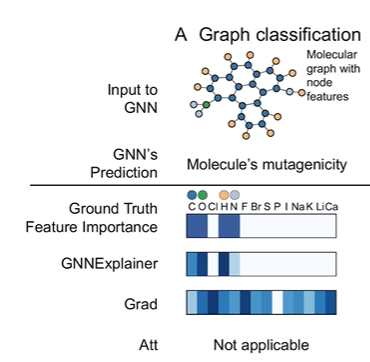 A Graph classification
Molecular
graph with
node
features
Input to
GNN
GNN's
Prediction
Molecule's mutagenicity
C O Cl H N F Br S P I Na K Li Ca
Ground Truth
Feature Importance
GNNExplainer
Grad
Att
Not applicable